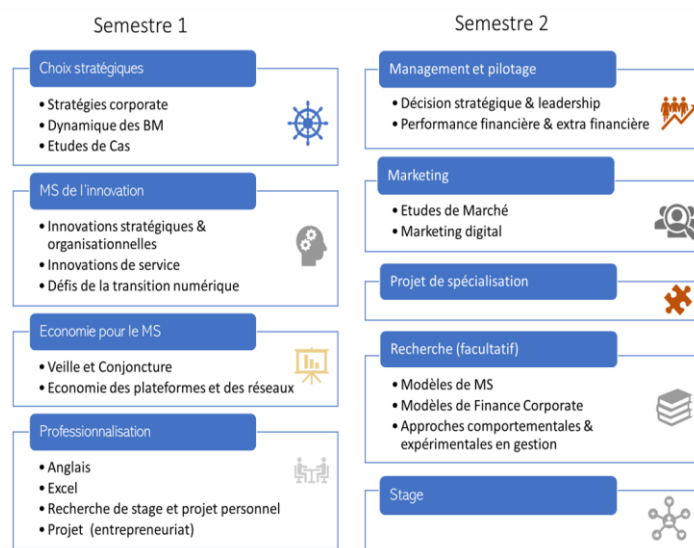 Semestre 1
Choix stratégiques
• Stratégies corporate
• Dynamique des BM
• Etudes de Cas
MS de l'innovation
• Innovations stratégiques &
organisationnelles
• Innovations de service
• Défis de la transition numérique
Economie pour le MS
• Veille et Conjoncture
• Economie des plateformes et des réseaux
Professionnalisation
• Anglais
• Excel
• Recherche de stage et projet personnel
• Projet (entrepreuriat)
Semestre 2
Management et pilotage
• Décision stratégique & leadership
• Performance financière & extra financière
Marketing
• Etudes de Marché
• Marketing digital
Projet de spécialisation
Recherche (facultatif)
• Modèles de MS
• Modèles de Finance Corporate
• Approches comportementales &
expérimentales en gestion
Stage